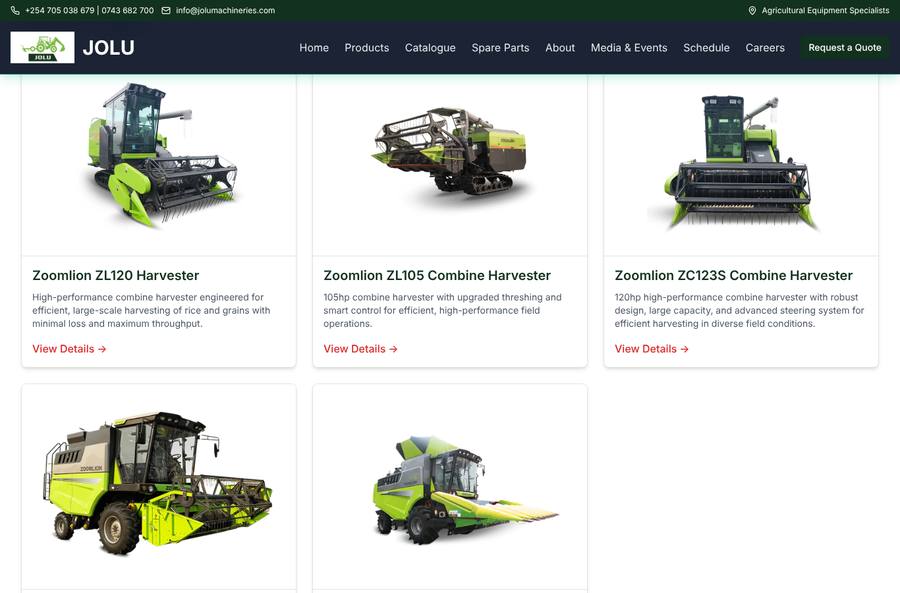 +254 705 038 679 | 0743 682 700 info@jolumachineries.com
Agricultural Equipment Specialists
JOLU
JOLU
Home Products Catalogue Spare Parts About Media & Events Schedule Careers Request a Quote
Zoomlion ZL120 Harvester
High-performance combine harvester engineered for
efficient, large-scale harvesting of rice and grains with
minimal loss and maximum throughput.
View Details →
Zoomlion ZL105 Combine Harvester
105hp combine harvester with upgraded threshing and
smart control for efficient, high-performance field
operations.
View Details →
Zoomlion ZC123S Combine Harvester
120hp high-performance combine harvester with robust
design, large capacity, and advanced steering system for
efficient harvesting in diverse field conditions.
View Details →
ZOOMLION